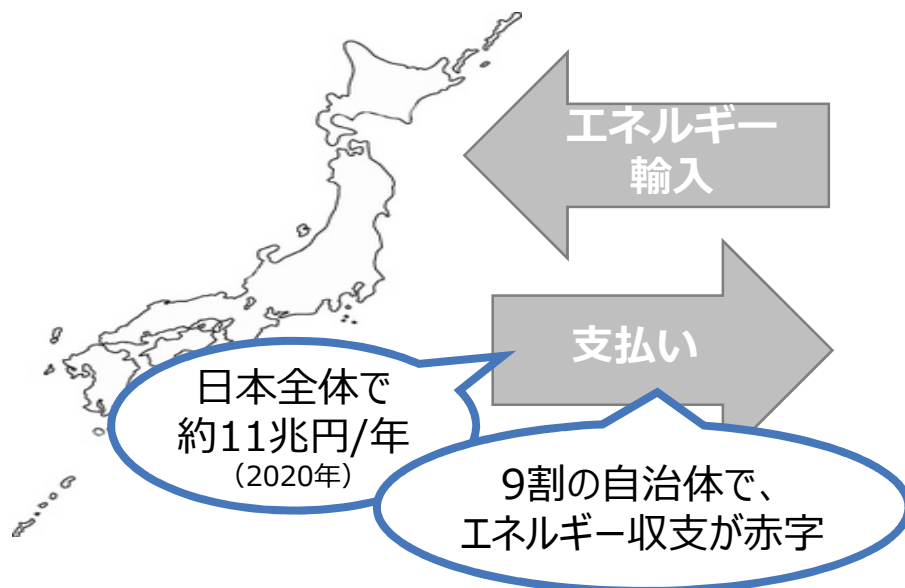 エネルギー
輸入
支払い
日本全体で
約11兆円/年
（2020年）
9割の自治体で、
エネルギー収支が赤字